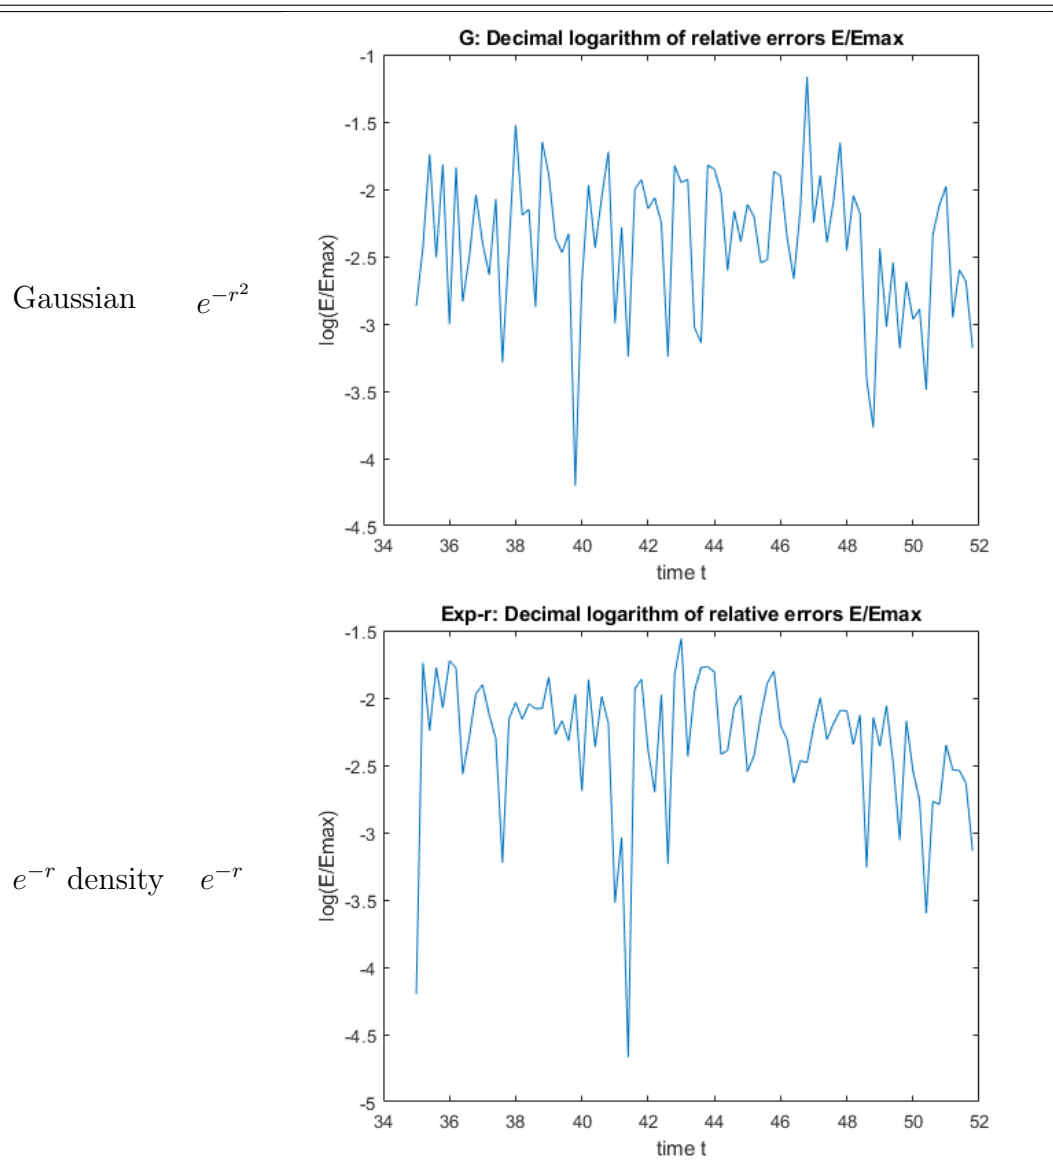 G: Decimal logarithm of relative errors E/Emax
-1
-1.5
-2
-2.5
-3
-3.5
-4
-4.5
log(E/Emax)
Gaussian e^{-r^2}
34 36 38 40 42 44 46 48 50 52
time t
Exp-r: Decimal logarithm of relative errors E/Emax
-1.5
-2
-2.5
-3
-3.5
-4
-4.5
-5
log(E/Emax)
e^{-r} density e^{-r}
34 36 38 40 42 44 46 48 50 52
time t